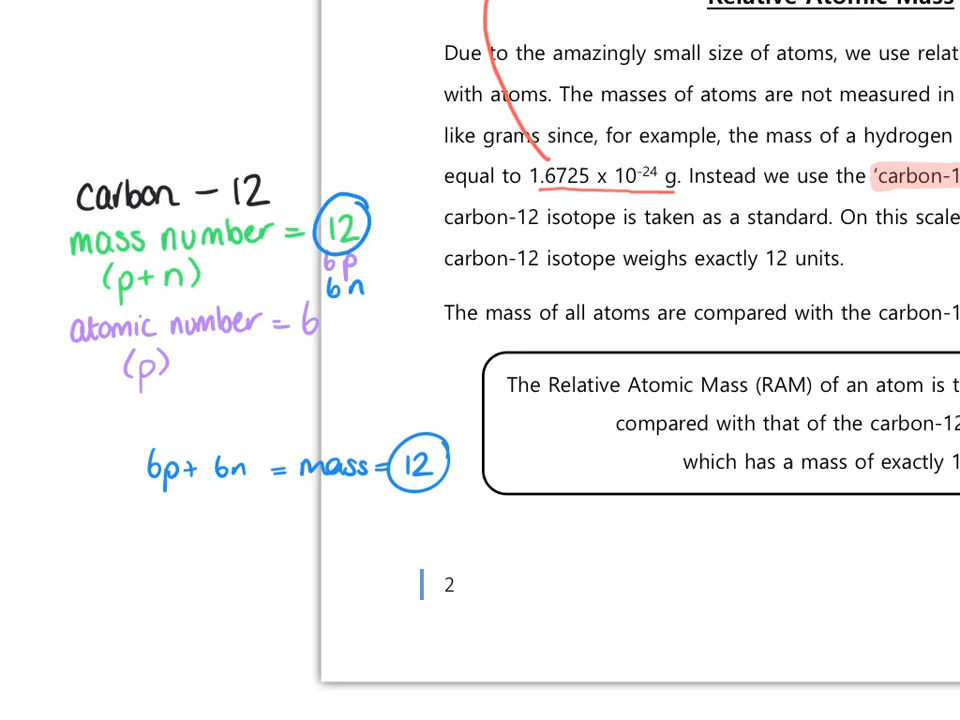 Relative Atomic Mass
Due to the amazingly small size of atoms, we use relat
with atoms. The masses of atoms are not measured in
like grams since, for example, the mass of a hydrogen
equal to 1.6725 x 10⁻²⁴ g. Instead we use the ‘carbon-1
carbon-12 isotope is taken as a standard. On this scale
carbon-12 isotope weighs exactly 12 units.
The mass of all atoms are compared with the carbon-1
The Relative Atomic Mass (RAM) of an atom is t
compared with that of the carbon-12
which has a mass of exactly 1
2
carbon - 12
mass number = 12
(p+n)
6p
6n
atomic number = 6
(p)
6p+ 6n = mass = 12